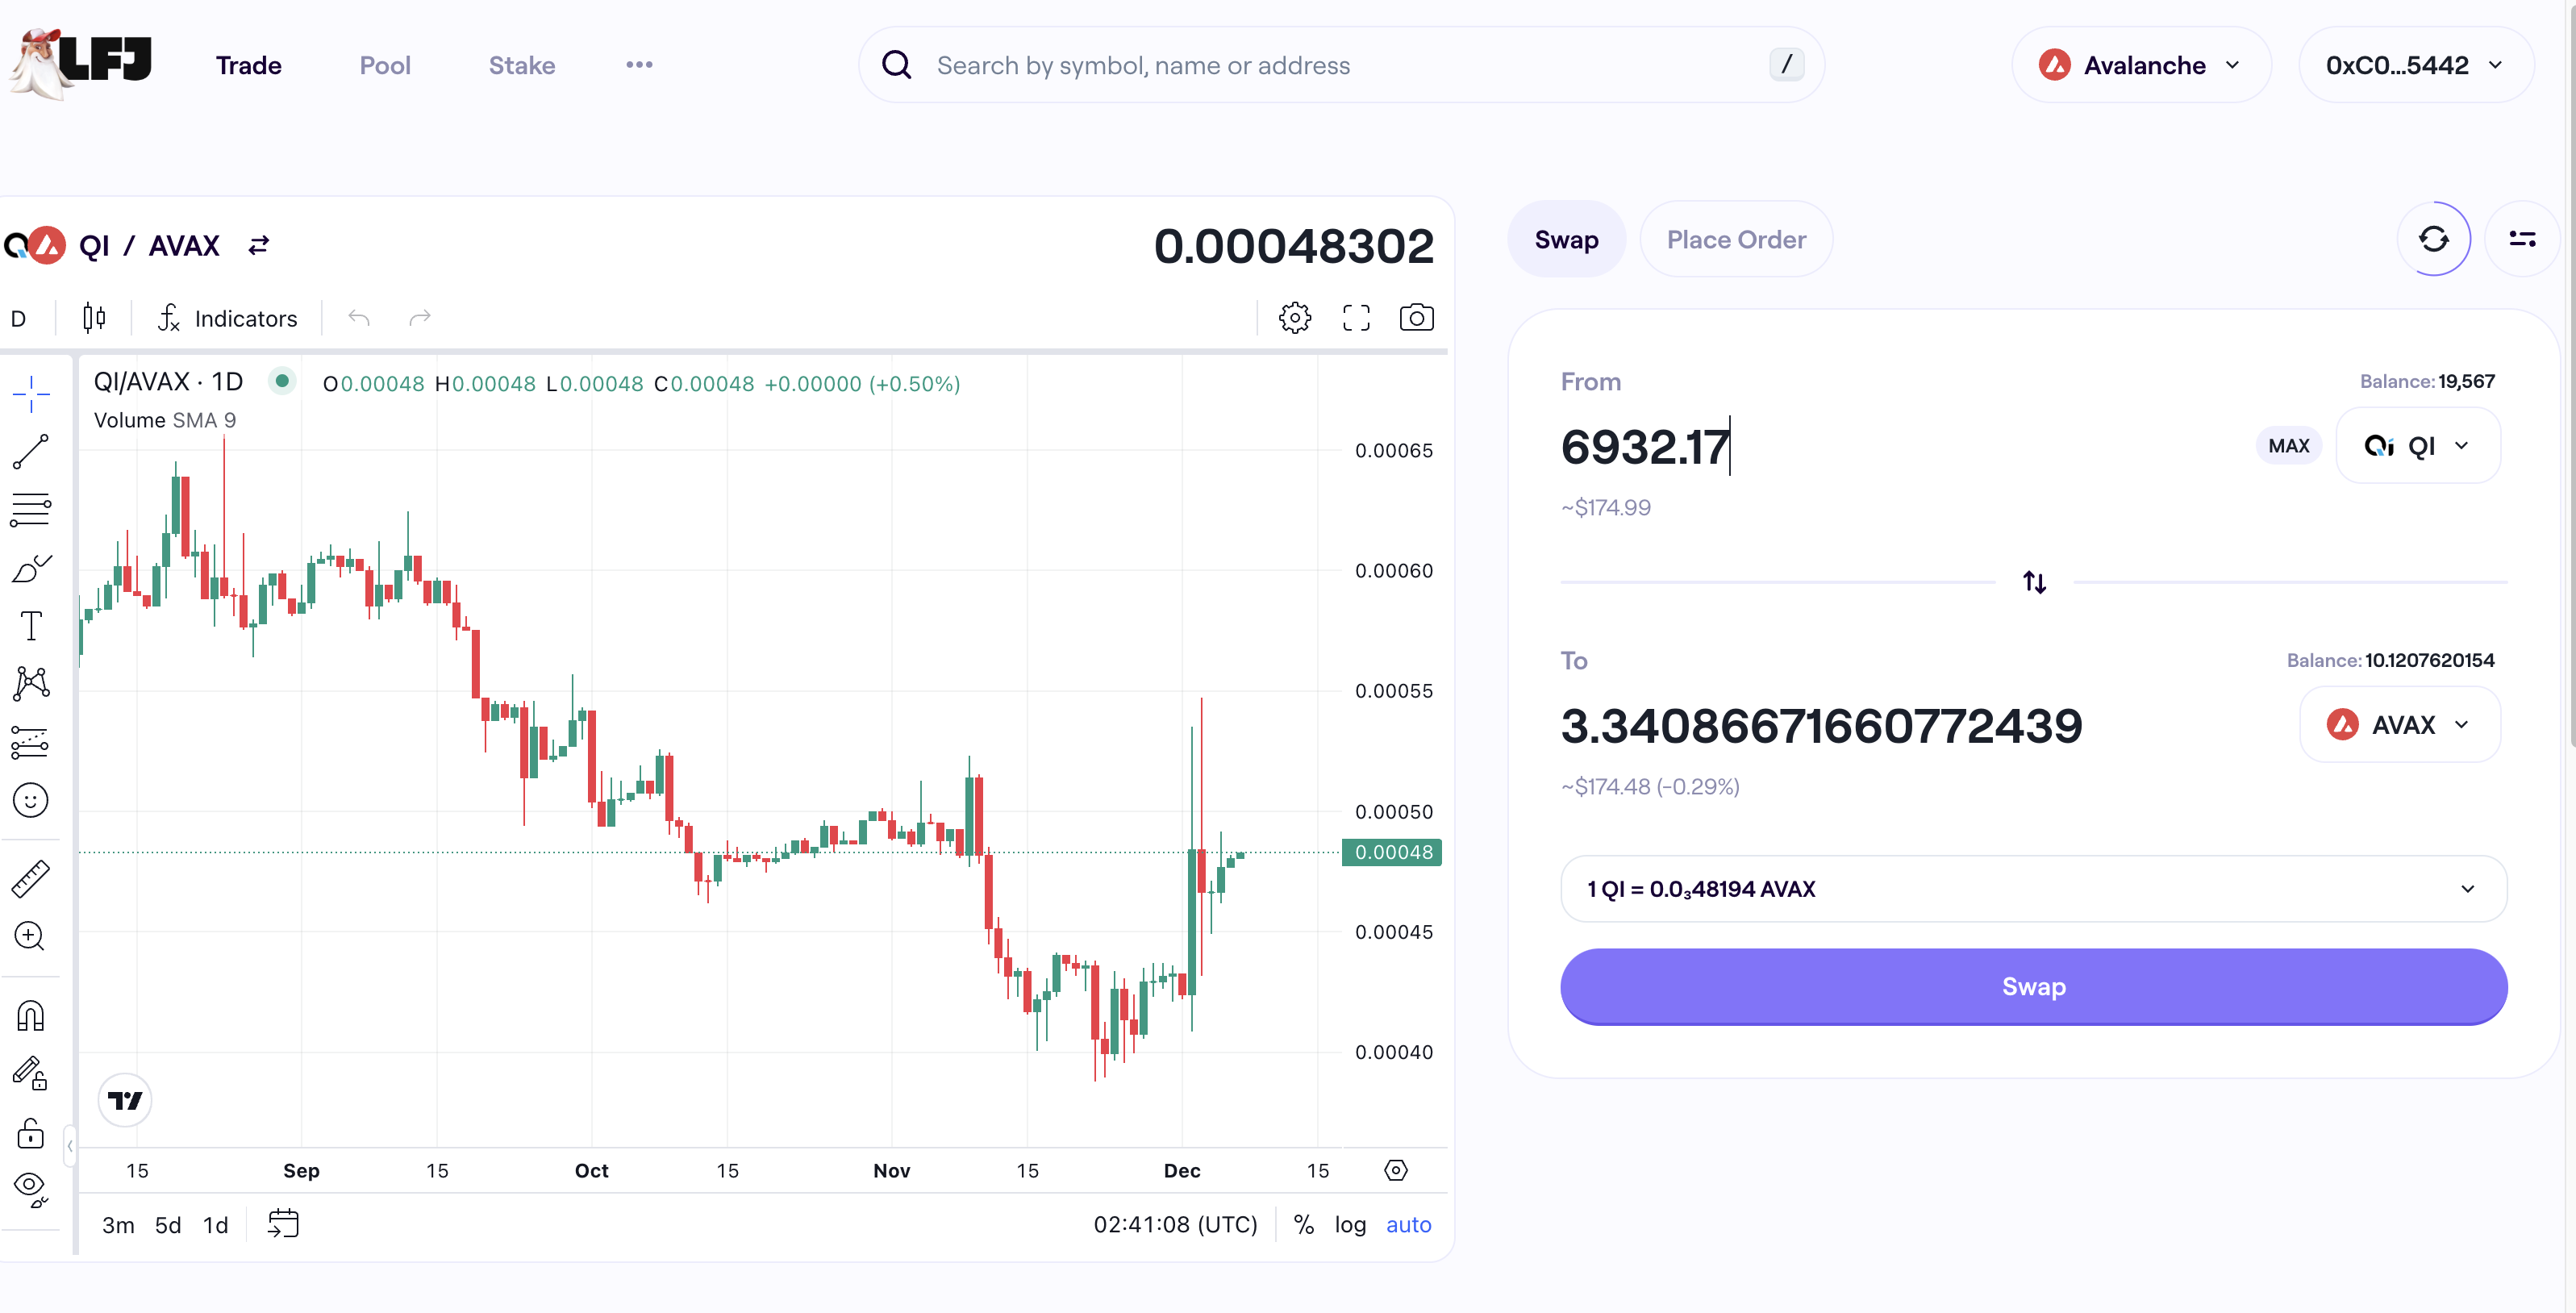 LFJ
Trade
Pool
Stake
Search by symbol, name or address
/
Avalanche
0xC0...5442
QI / AVAX
0.00048302
D
Indicators
QI/AVAX · 1D
O0.00048 H0.00048 L0.00048 C0.00048 +0.00000 (+0.50%)
Volume SMA 9
0.00065
0.00060
0.00055
0.00050
0.00048
0.00045
0.00040
15 Sep 15 Oct 15 Nov 15 Dec 15
3m 5d 1d
02:41:08 (UTC) % log auto
Swap
Place Order
From
Balance: 19,567
6932.17
MAX
Qi QI
~$174.99
To
Balance: 10.1207620154
3.340866671660772439
AVAX
~$174.48 (-0.29%)
1 QI = 0.0₃48194 AVAX
Swap